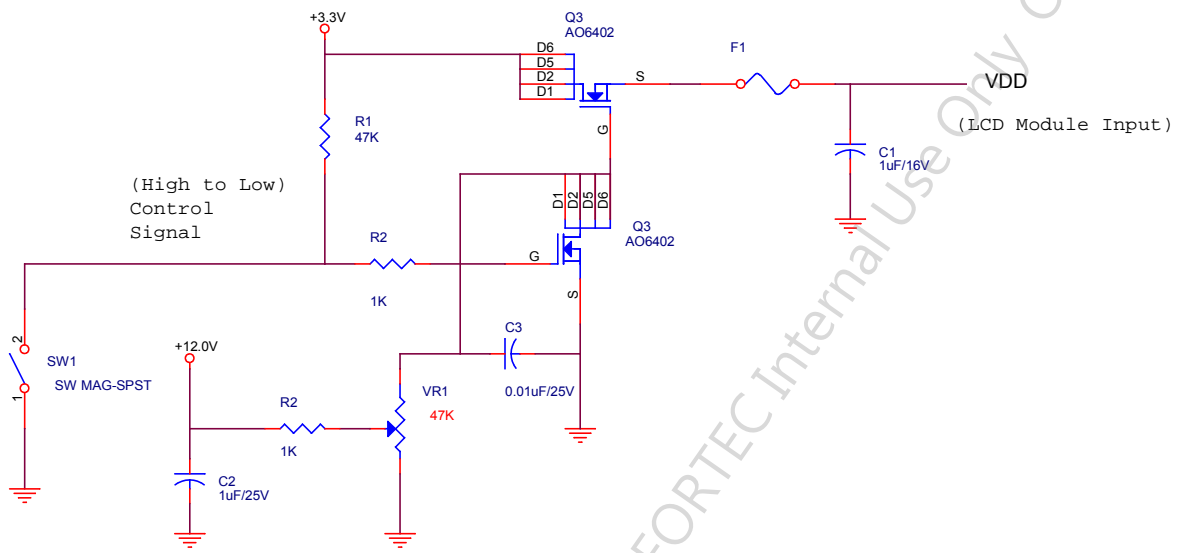 +3.3V
Q3
AO6402
D6
D5
D2
D1
S
G
F1
VDD
(LCD Module Input)
R1
47K
C1
1uF/16V
(High to Low)
Control
Signal
D1
D2
D5
D6
Q3
AO6402
R2
1K
G
S
2
1
SW1
SW MAG-SPST
+12.0V
C3
0.01uF/25V
VR1
47K
R2
1K
C2
1uF/25V
FORTEC Internal Use Only